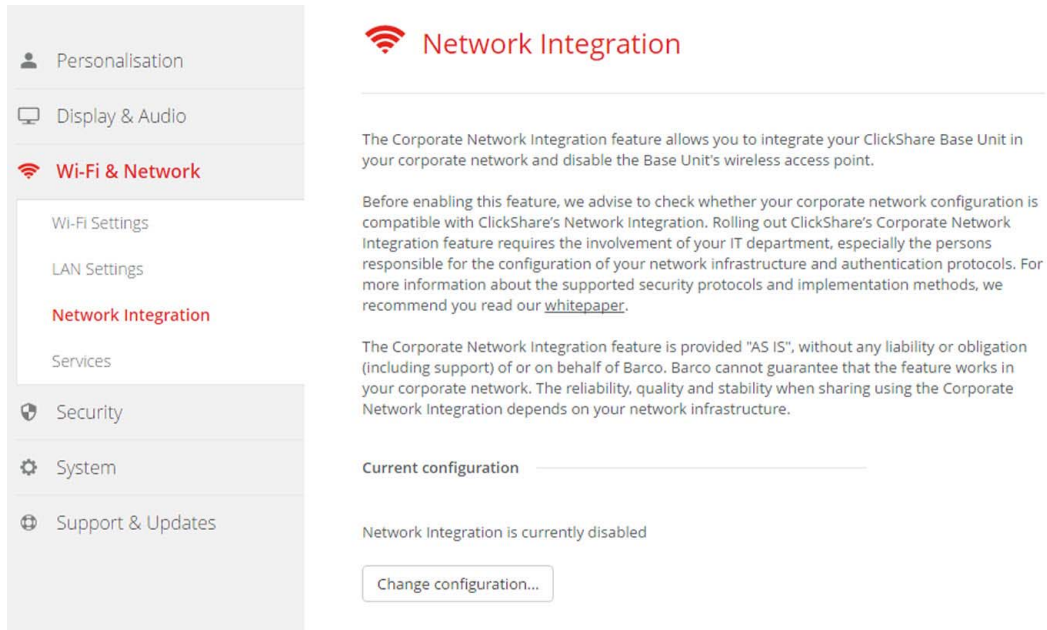 Personalisation
Display & Audio
Wi-Fi & Network
Wi-Fi Settings
LAN Settings
Network Integration
Services
Security
System
Support & Updates
Network Integration
The Corporate Network Integration feature allows you to integrate your ClickShare Base Unit in
your corporate network and disable the Base Unit's wireless access point.
Before enabling this feature, we advise to check whether your corporate network configuration is
compatible with ClickShare's Network Integration. Rolling out ClickShare's Corporate Network
Integration feature requires the involvement of your IT department, especially the persons
responsible for the configuration of your network infrastructure and authentication protocols. For
more information about the supported security protocols and implementation methods, we
recommend you read our whitepaper.
The Corporate Network Integration feature is provided "AS IS", without any liability or obligation
(including support) of or on behalf of Barco. Barco cannot guarantee that the feature works in
your corporate network. The reliability, quality and stability when sharing using the Corporate
Network Integration depends on your network infrastructure.
Current configuration
Network Integration is currently disabled
Change configuration...